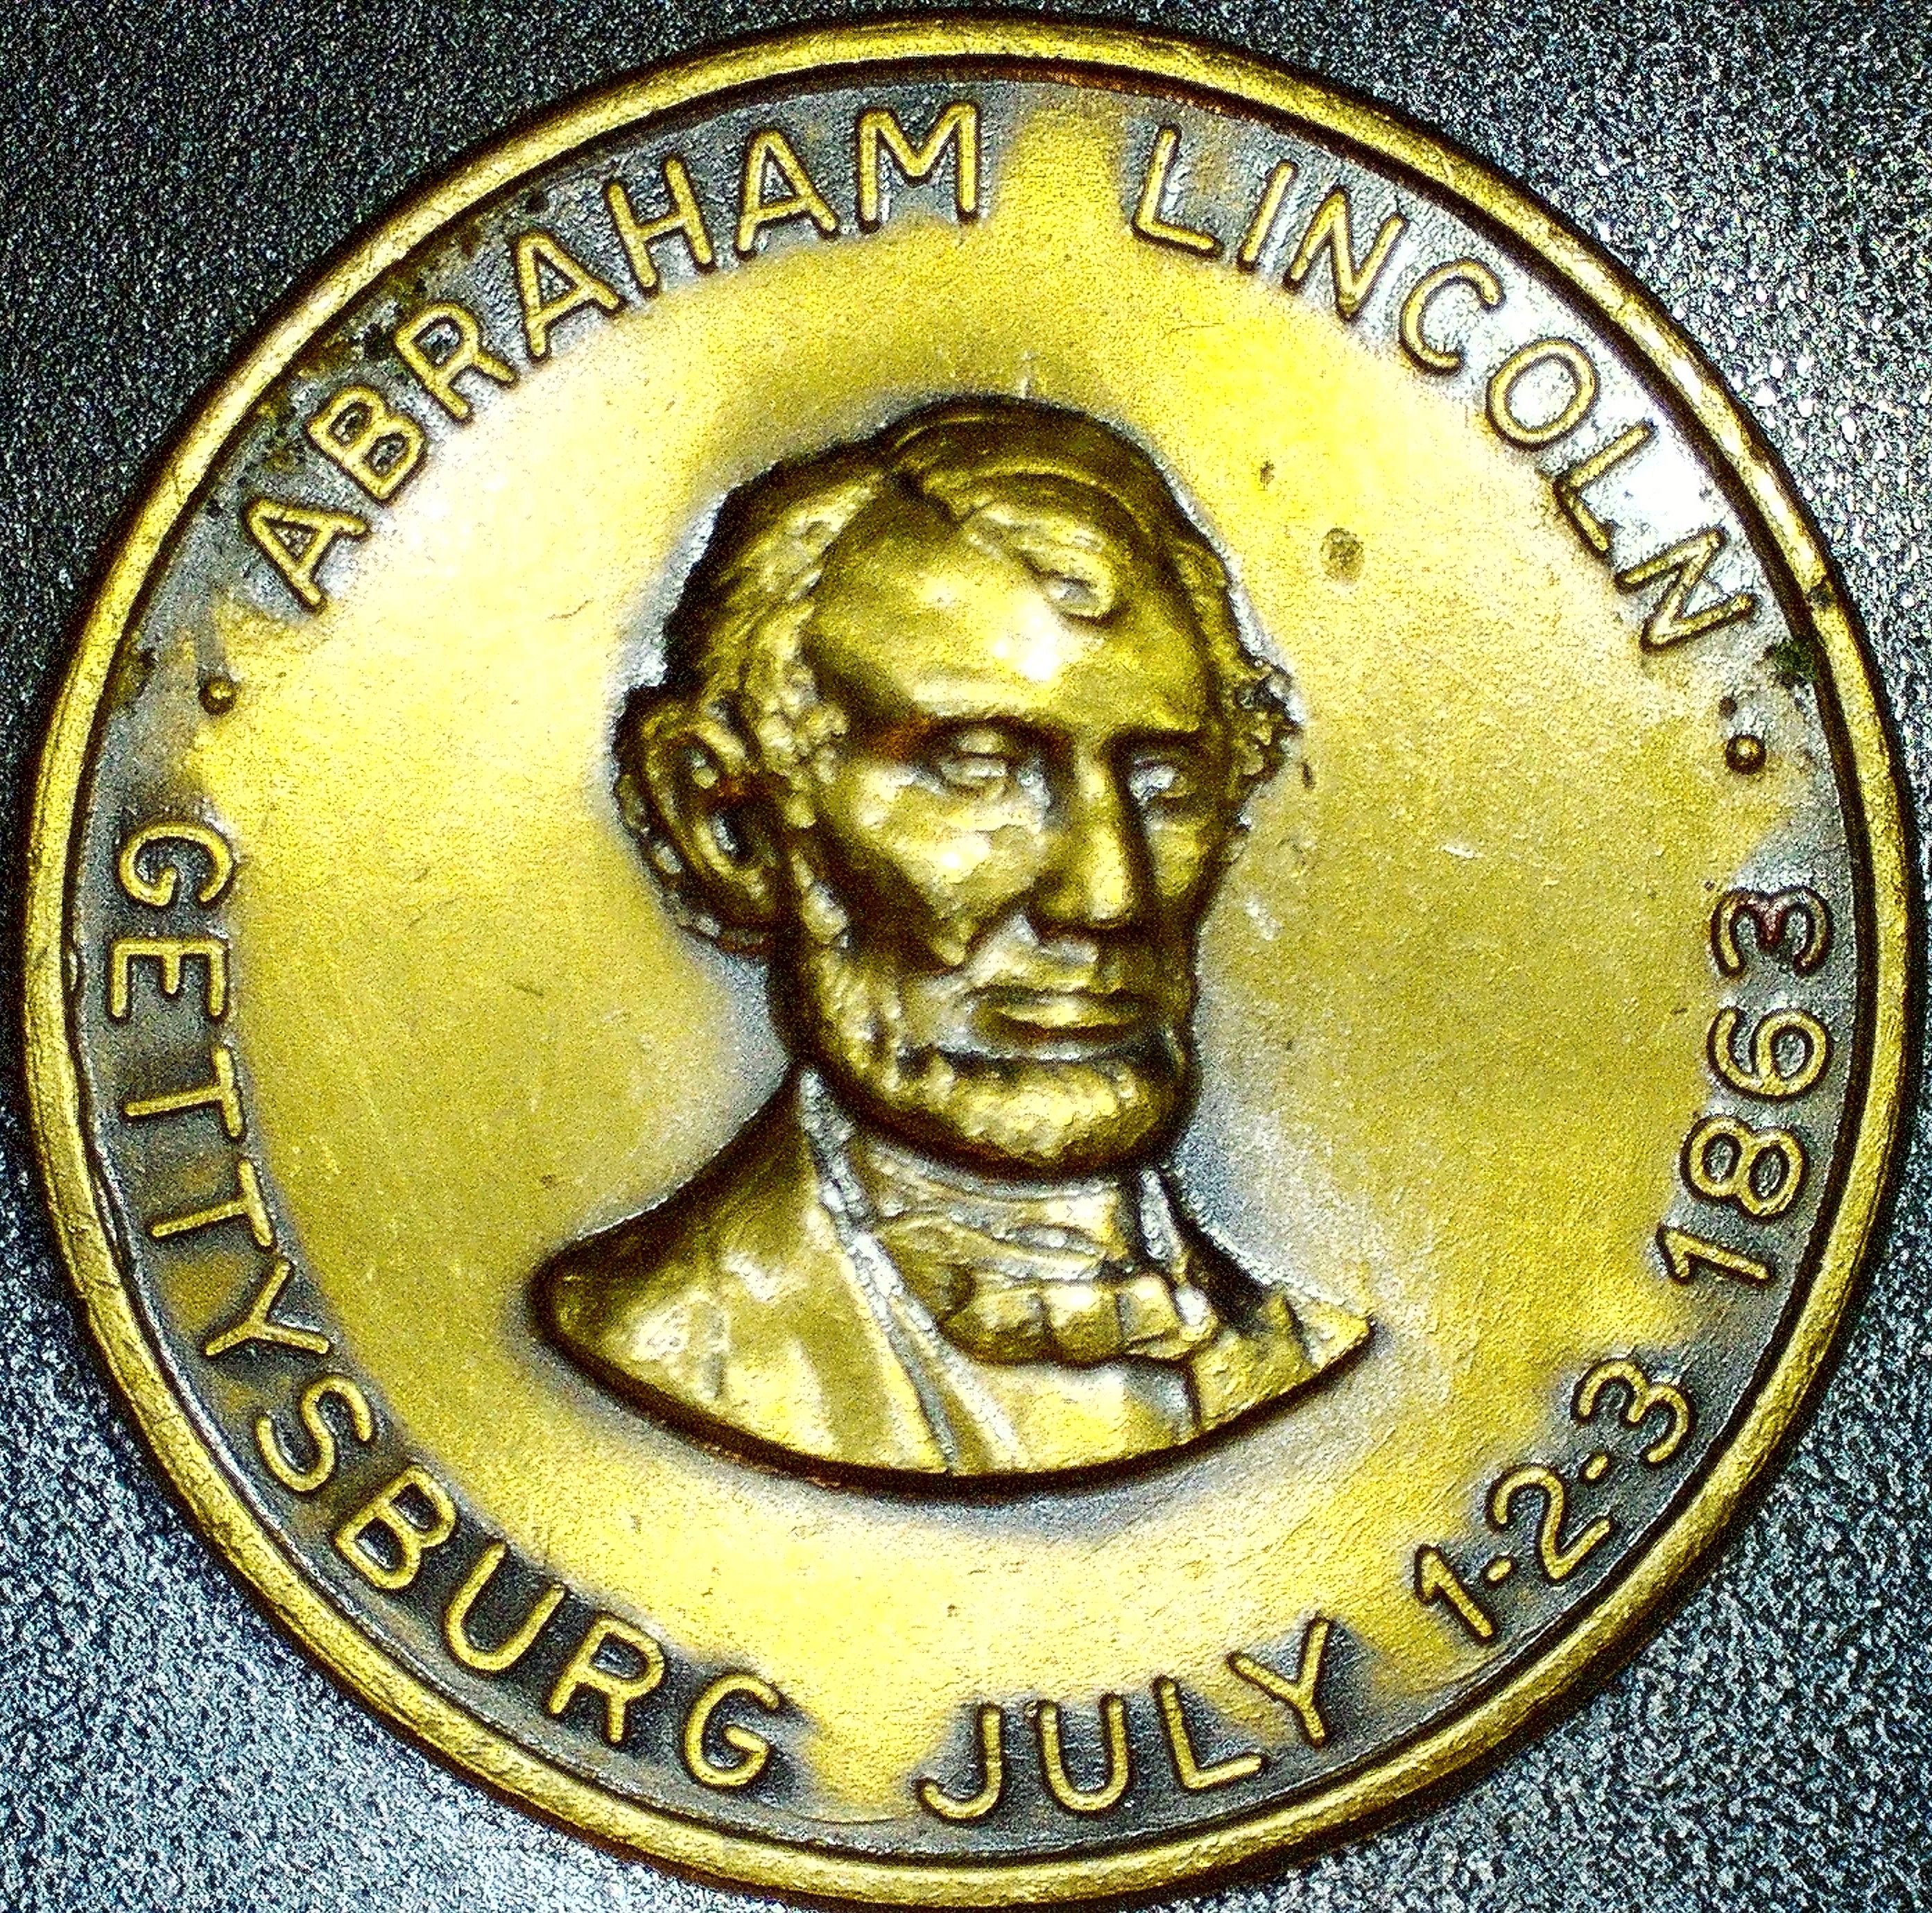 ABRAHAM LINCOLN
GETTYSBURG JULY 1-2-3 1863